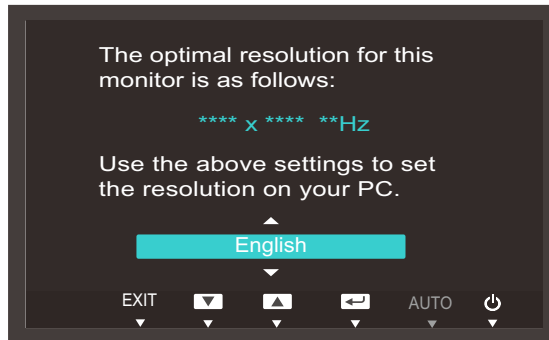 The optimal resolution for this
monitor is as follows:
**** x **** **Hz
Use the above settings to set
the resolution on your PC.
English
EXIT AUTO